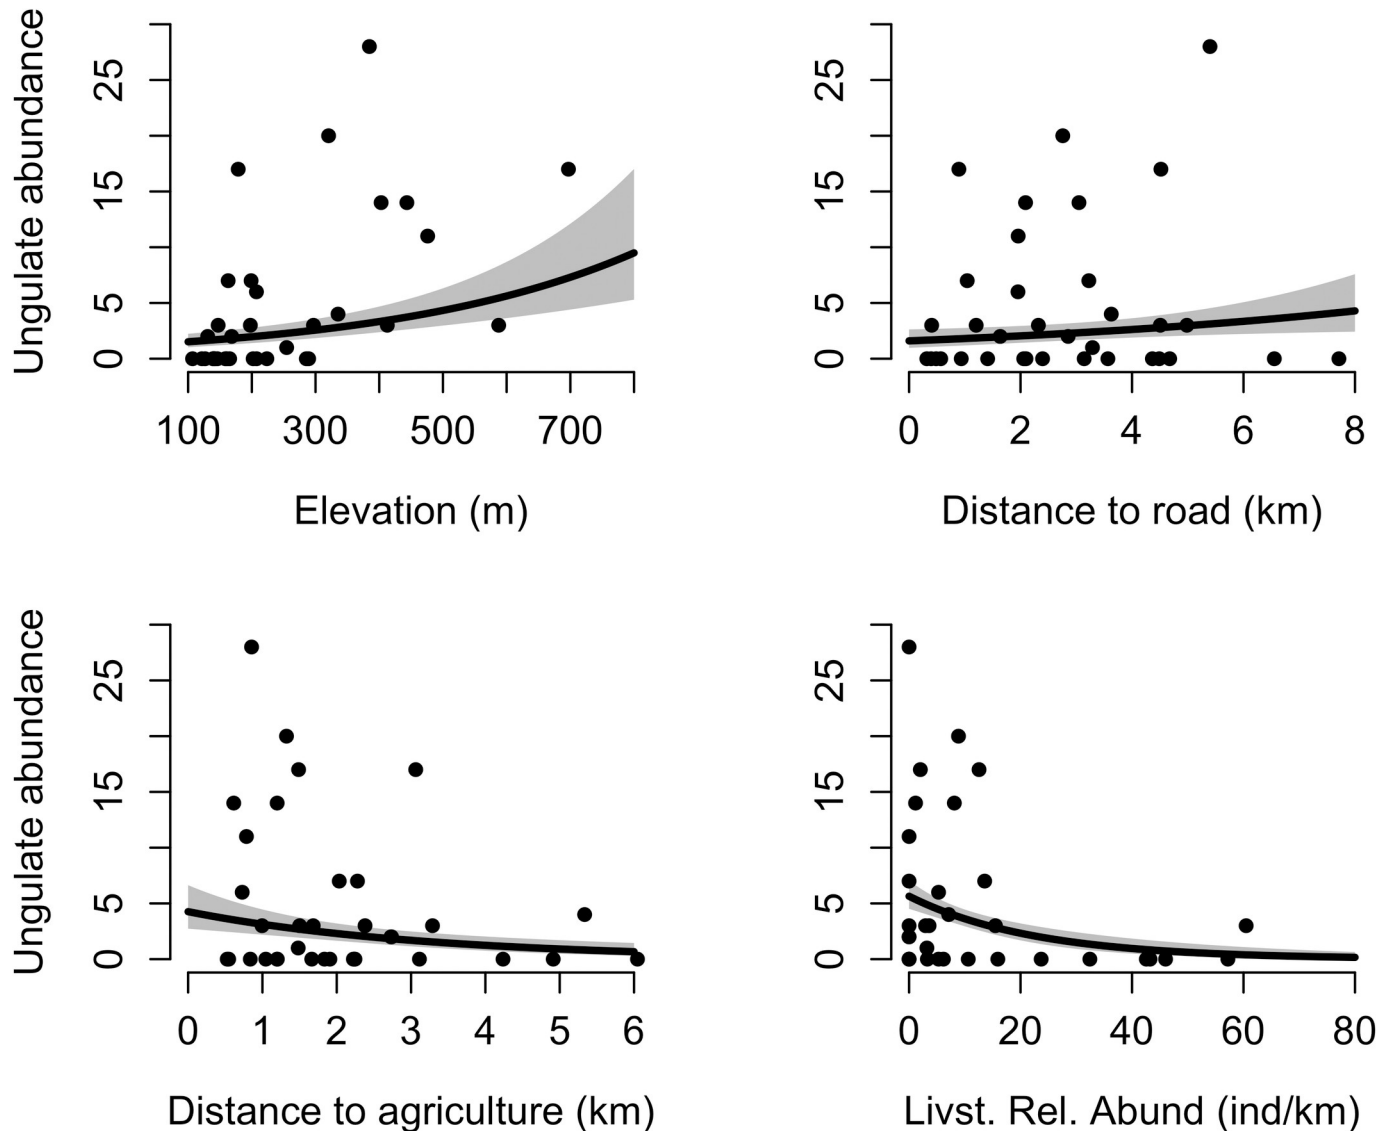 Ungulate abundance
25
15
5
0
100 300 500 700
Elevation (m)
25
15
5
0
0 2 4 6 8
Distance to road (km)
Ungulate abundance
25
15
5
0
0 1 2 3 4 5 6
Distance to agriculture (km)
25
15
5
0
0 20 40 60 80
Livst. Rel. Abund (ind/km)